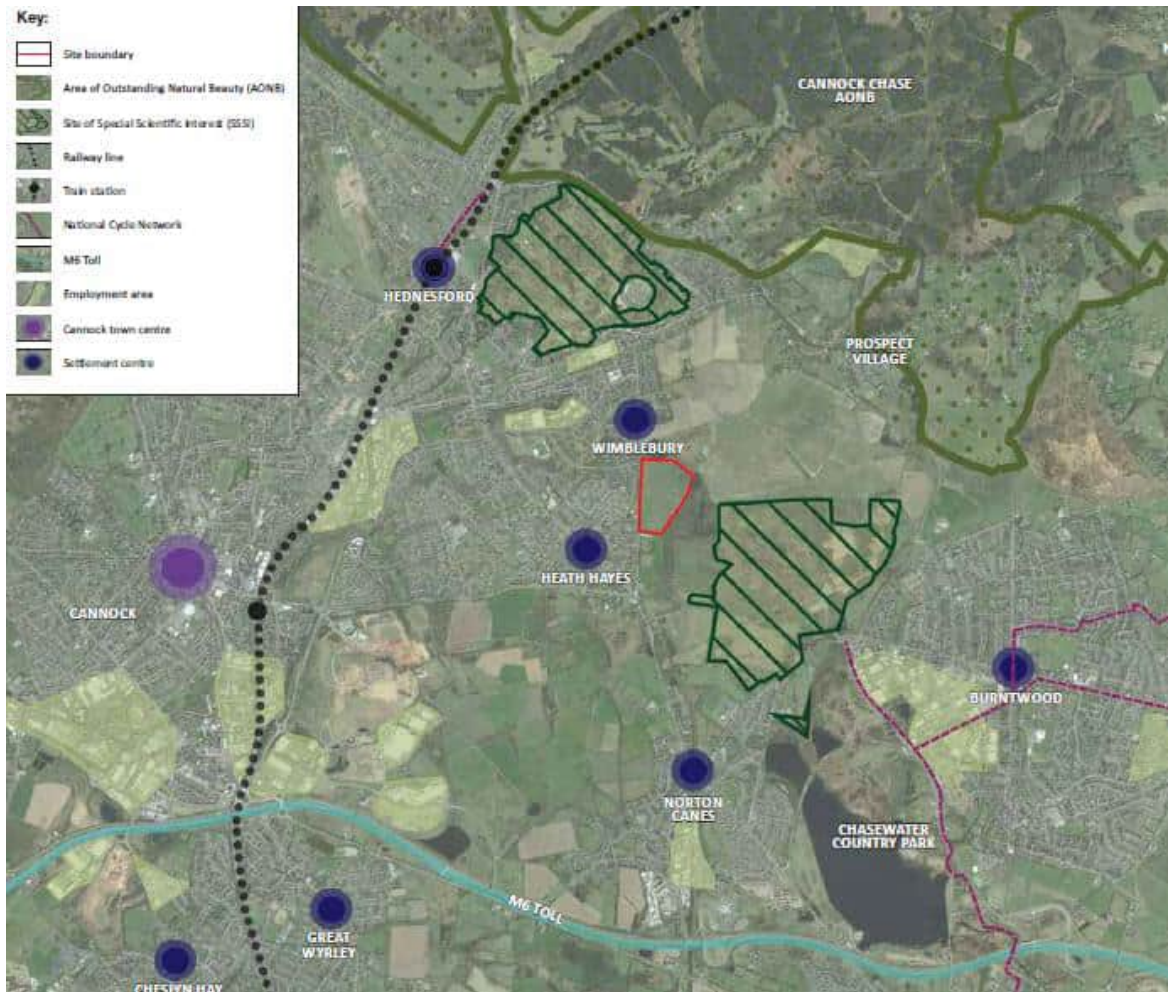 Key:
Site boundary
Area of Outstanding Natural Beauty (AONB)
Site of Special Scientific Interest (SSSI)
Railway line
Train station
National Cycle Network
M6 Toll
Employment area
Cannock town centre
Settlement centre
CANNOCK CHASE
AONB
HEDNESFORD
PROSPECT
VILLAGE
WIMBLEBURY
HEATH HAYES
CANNOCK
BURNTWOOD
NORTON
CANES
CHASEWATER
COUNTRY PARK
M6 TOLL
GREAT
WYRLEY
CHESLYN HAY